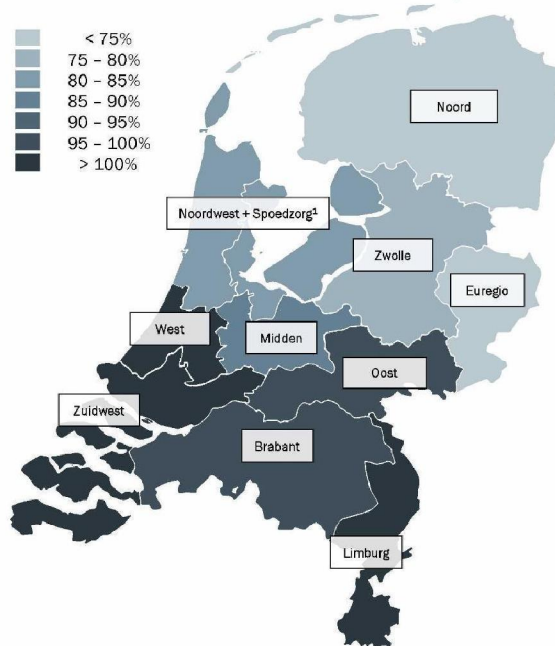 < 75%
75 – 80%
80 – 85%
85 – 90%
90 – 95%
95 – 100%
> 100%
Noord
Noordwest + Spoedzorg¹
Zwolle
Euregio
West
Midden
Oost
Zuidwest
Brabant
Limburg